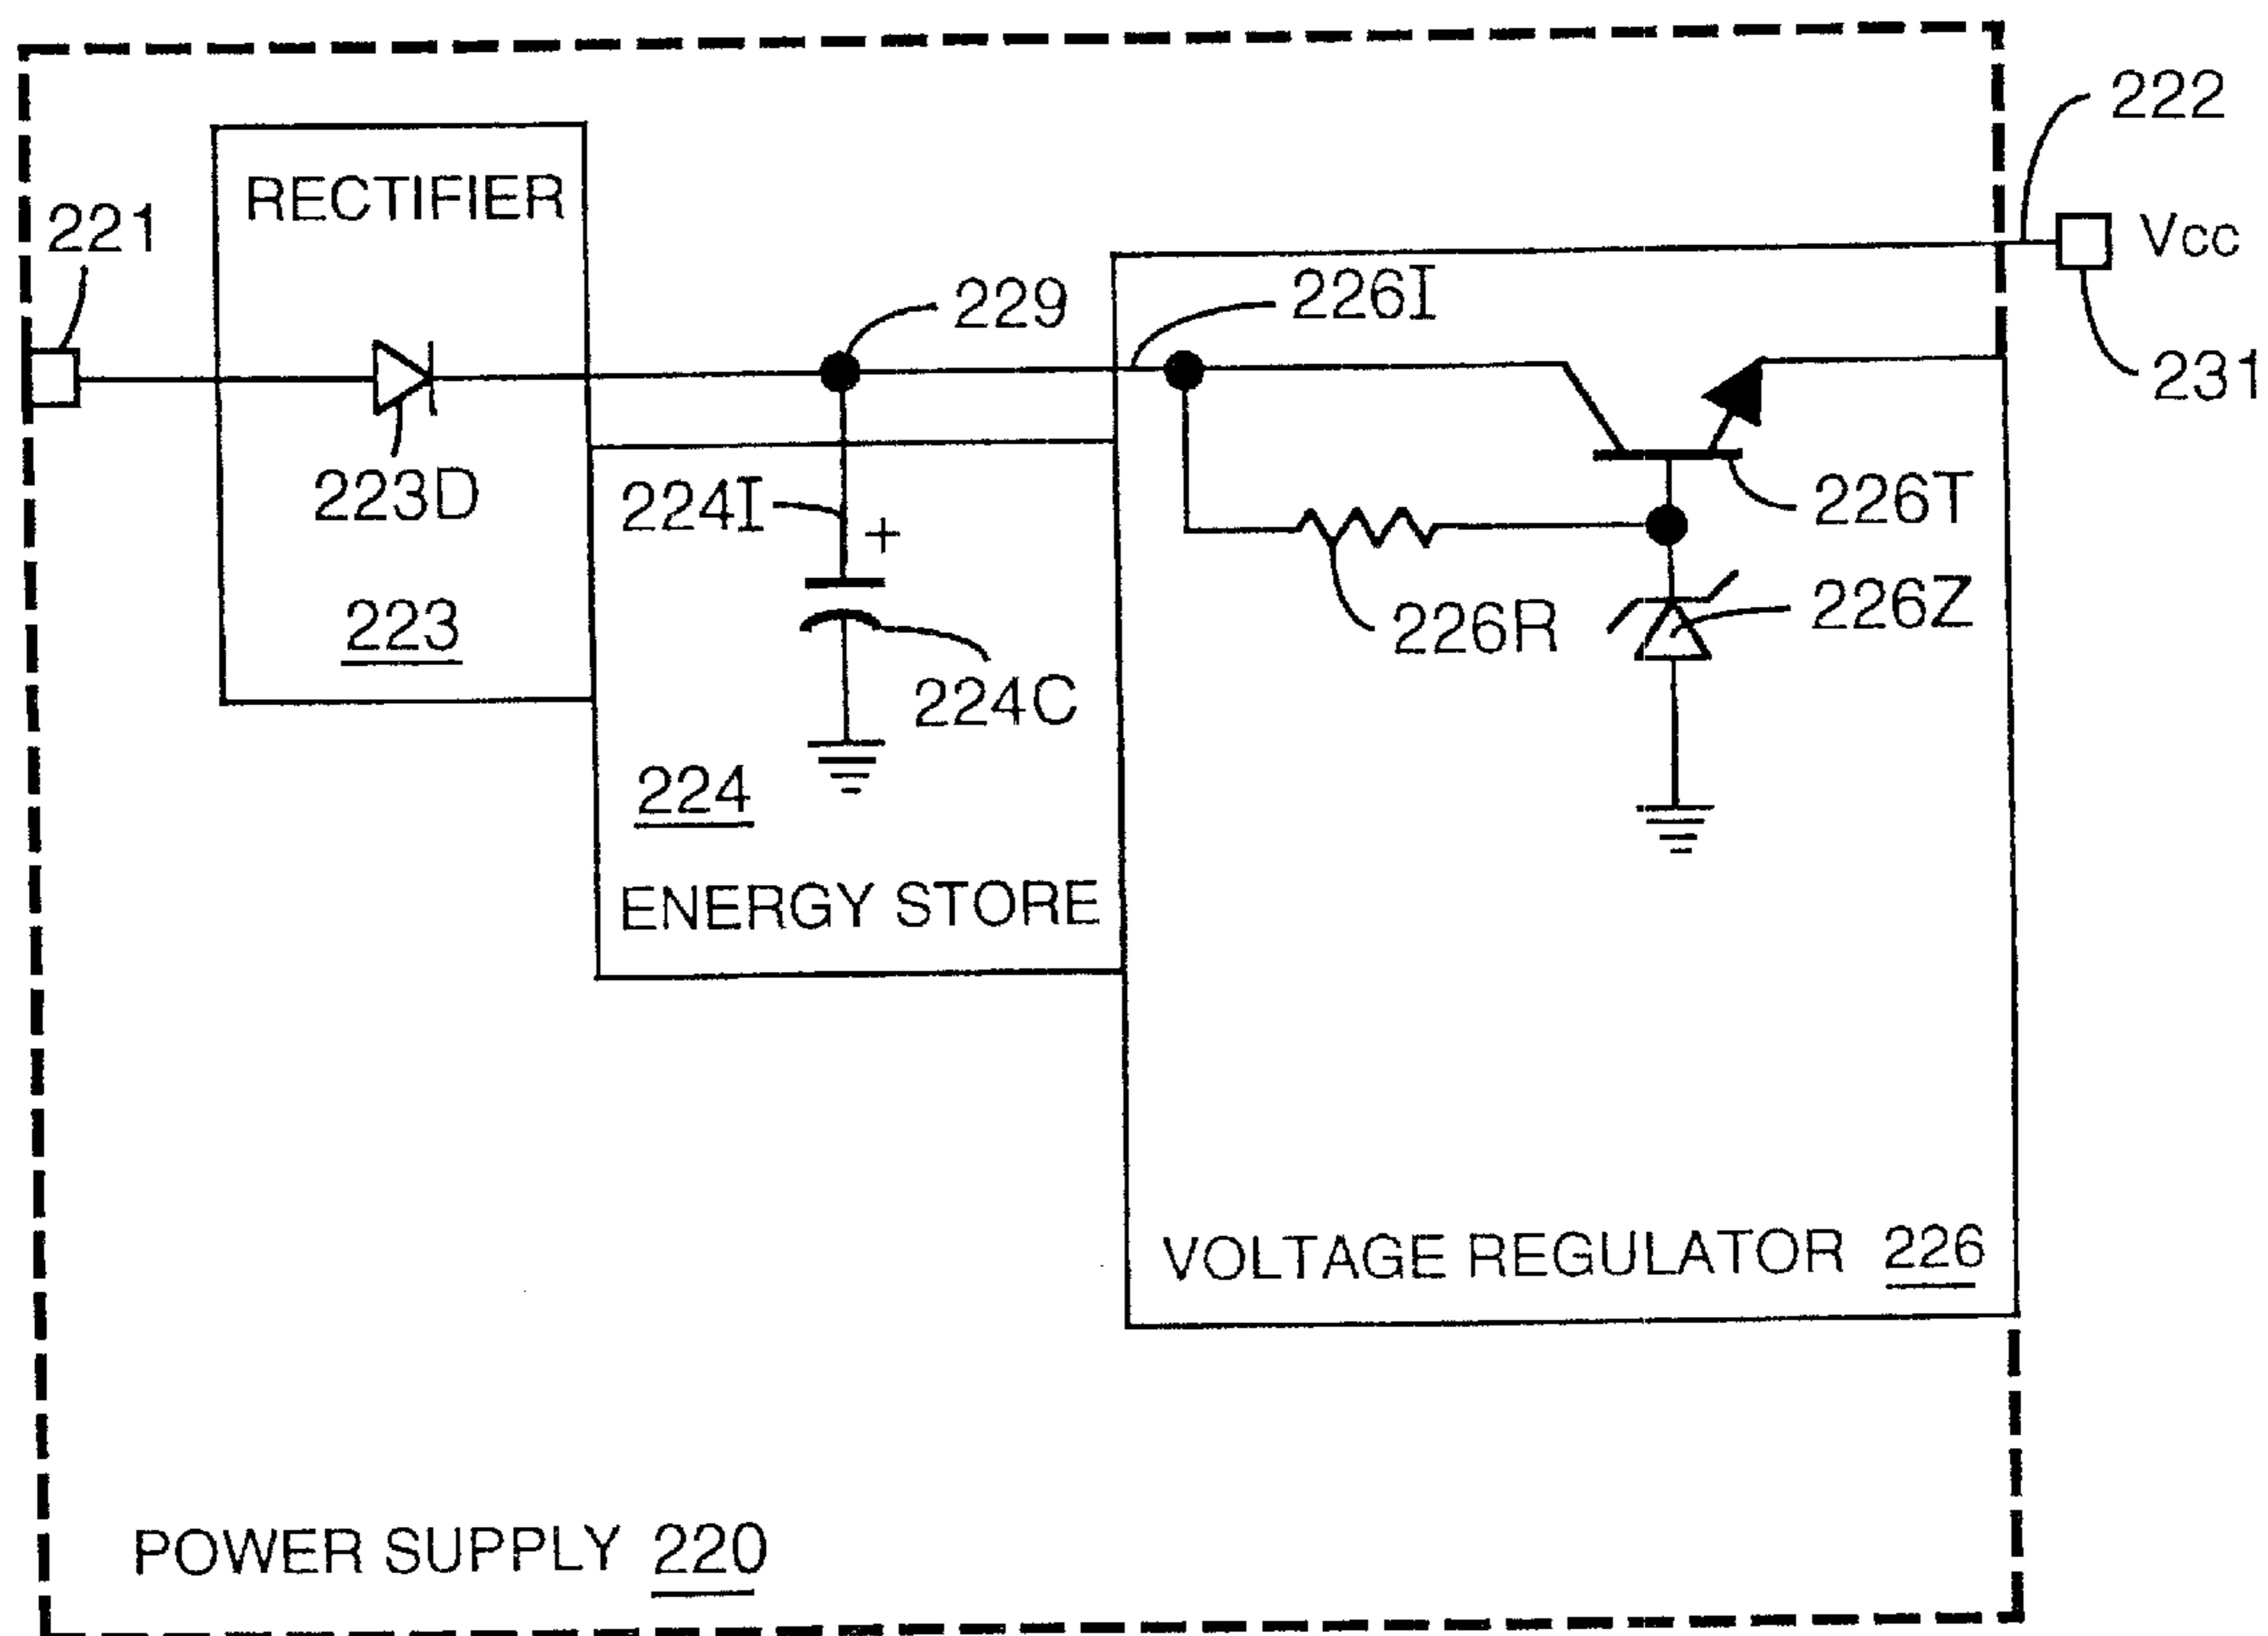 222
RECTIFIER
221
Vcc
229
226I
231
223D
224I
+
226T
226R
226Z
223
224C
224
ENERGY STORE
VOLTAGE REGULATOR 226
POWER SUPPLY 220